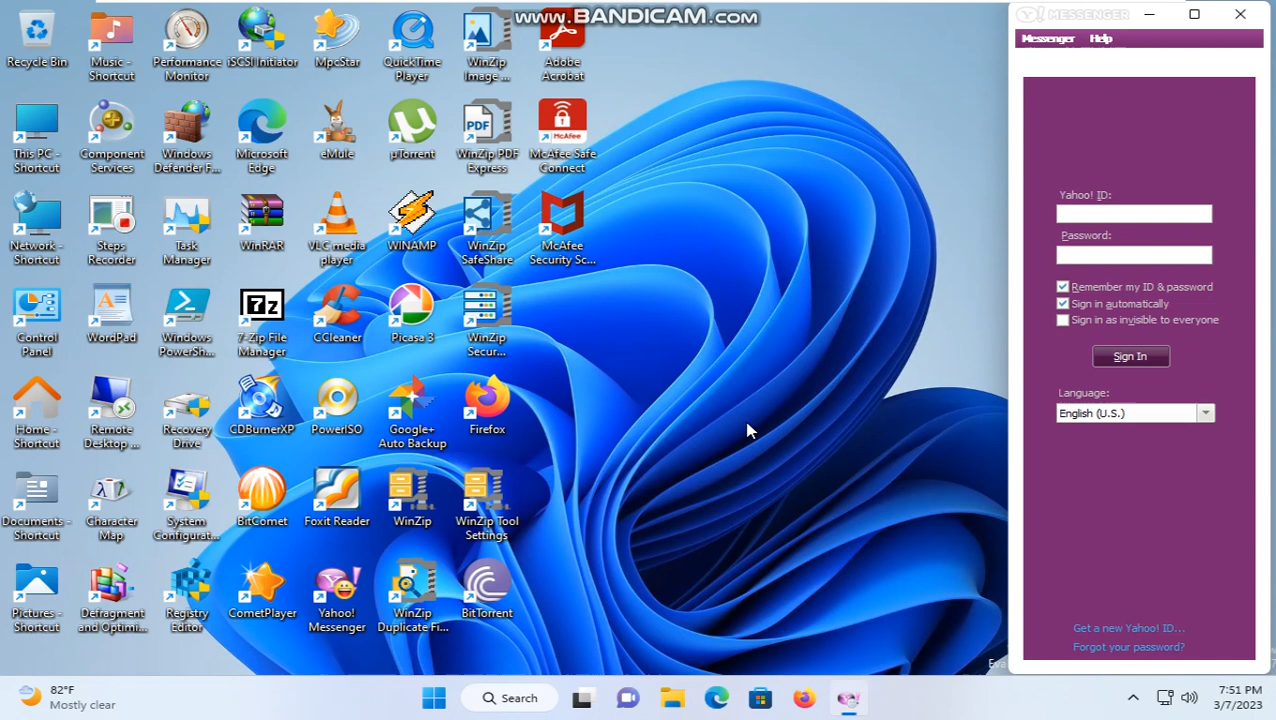 www.BANDICAM.com
Recycle Bin
Music -
Shortcut
Performance
Monitor
iSCSI Initiator
MpcStar
QuickTime
Player
WinZip
Image ...
Adobe
Acrobat
This PC -
Shortcut
Component
Services
Windows
Defender F...
Microsoft
Edge
eMule
µTorrent
PDF
WinZip PDF
Express
McAfee
McAfee Safe
Connect
Network -
Shortcut
Steps
Recorder
Task
Manager
WinRAR
VLC media
player
WINAMP
WinZip
SafeShare
McAfee
Security Sc...
Control
Panel
WordPad
Windows
PowerSh...
7z
7-Zip File
Manager
CCleaner
Picasa 3
WinZip
Secur...
Home -
Shortcut
Remote
Desktop ...
Recovery
Drive
CDBurnerXP
PowerISO
Google+
Auto Backup
Firefox
Documents -
Shortcut
Character
Map
System
Configurat...
BitComet
Foxit Reader
WinZip
WinZip Tool
Settings
Pictures -
Shortcut
Defragment
and Optimi...
Registry
Editor
CometPlayer
Yahoo!
Messenger
WinZip
Duplicate Fi...
BitTorrent
Eva
Y! MESSENGER
Messenger Help
Yahoo! ID:
Password:
Remember my ID & password
Sign in automatically
Sign in as invisible to everyone
Sign In
Language:
English (U.S.)
Get a new Yahoo! ID...
Forgot your password?
82°F
Mostly clear
Search
7:51 PM
3/7/2023